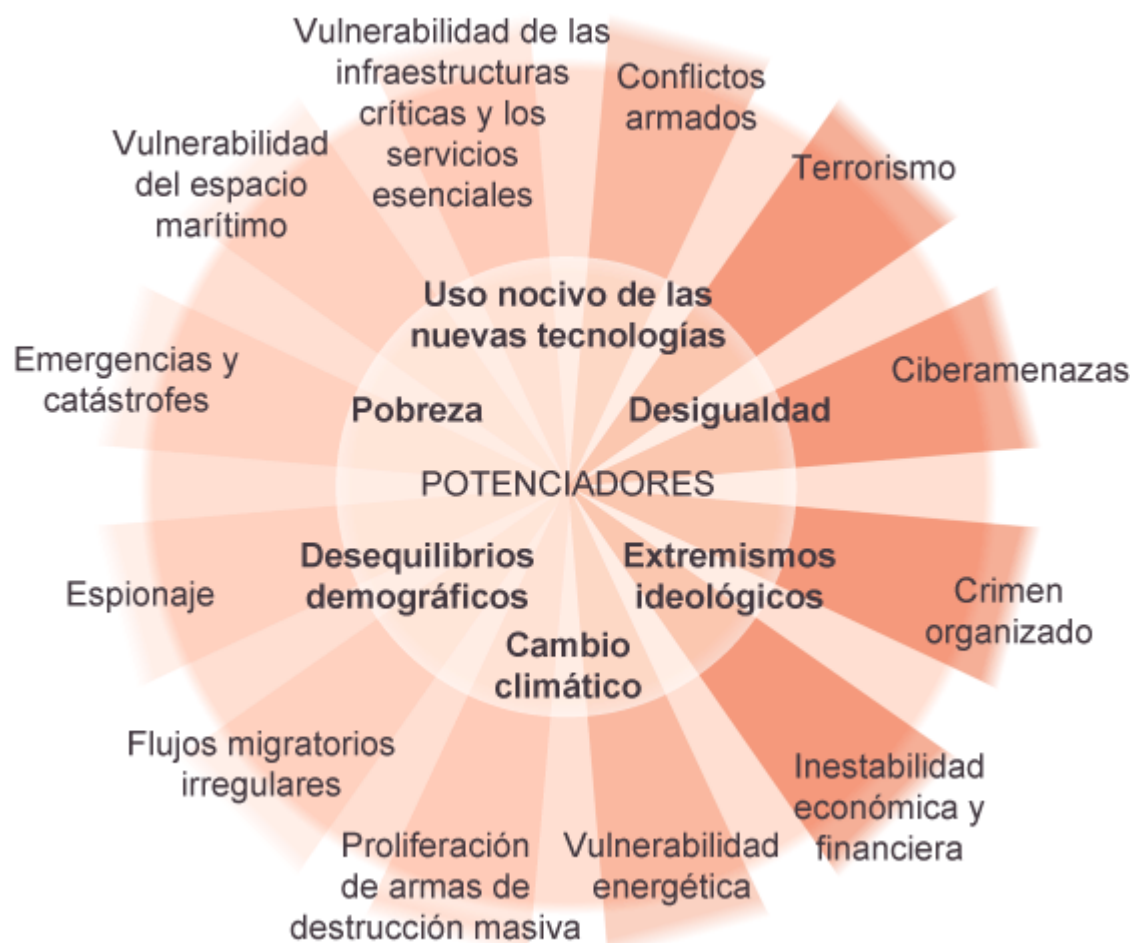 Vulnerabilidad de las
infraestructuras
críticas y los
servicios
esenciales
Conflictos
armados
Terrorismo
Ciberamenazas
Crimen
organizado
Inestabilidad
económica y
financiera
Vulnerabilidad
energética
Proliferación
de armas de
destrucción masiva
Flujos migratorios
irregulares
Espionaje
Emergencias y
catástrofes
Vulnerabilidad
del espacio
marítimo
Uso nocivo de las
nuevas tecnologías
Pobreza
Desigualdad
POTENCIADORES
Desequilibrios
demográficos
Extremismos
ideológicos
Cambio
climático